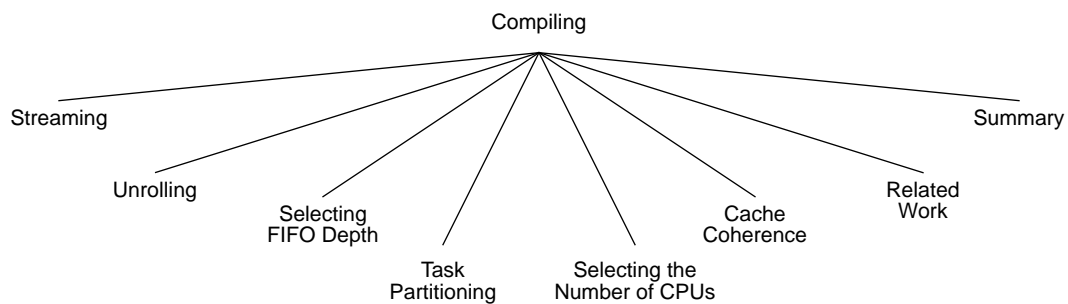 Compiling
Streaming
Summary
Unrolling
Related
Work
Selecting
FIFO Depth
Cache
Coherence
Task
Partitioning
Selecting the
Number of CPUs